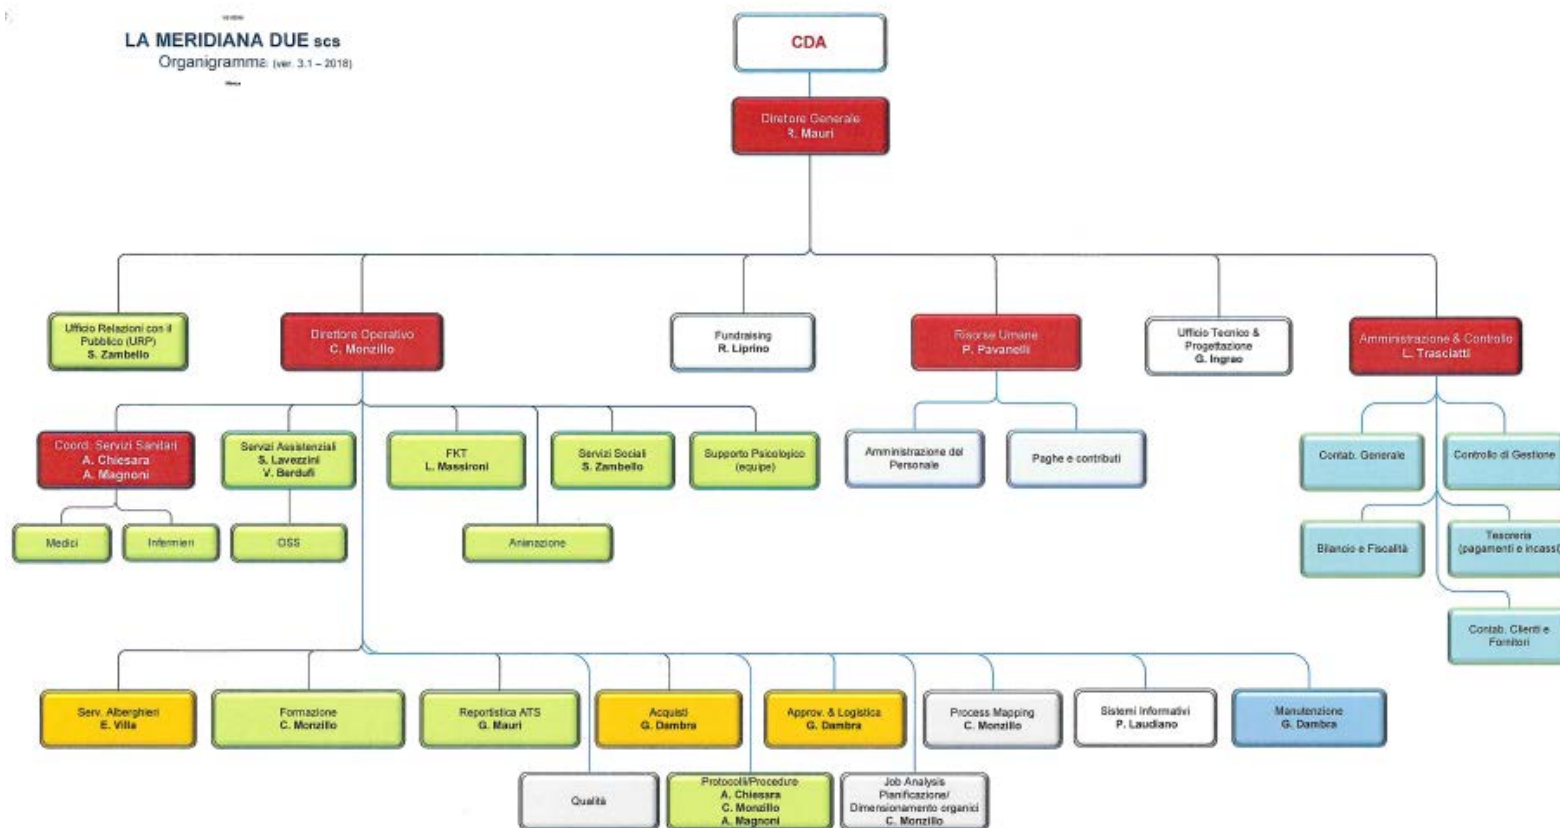 LA MERIDIANA DUE scs
Organigramma (ver. 3.1 – 2018)
CDA
Direttore Generale
R. Mauri
Ufficio Relazioni con il
Pubblico (URP)
S. Zambello
Direttore Operativo
C. Monzillo
Fundraising
R. Liprino
Risorse Umane
P. Pavanelli
Ufficio Tecnico &
Progettazione
G. Ingrao
Amministrazione & Controllo
L. Trasciatti
Coord. Servizi Sanitari
A. Chiesara
A. Magnoni
Servizi Assistenziali
S. Lavezzini
V. Berdufi
FKT
L. Massironi
Servizi Sociali
S. Zambello
Supporto Psicologico
(equipe)
Amministrazione del
Personale
Paghe e contributi
Contab. Generale
Controllo di Gestione
Medici
Infermieri
OSS
Animazione
Bilancio e Fiscalità
Tesoreria
(pagamenti e incassi)
Contab. Clienti e
Fornitori
Serv. Alberghieri
E. Villa
Formazione
C. Monzillo
Reportistica ATS
G. Mauri
Acquisti
G. Dambra
Approv. & Logistica
G. Dambra
Process Mapping
C. Monzillo
Sistemi Informativi
P. Laudiano
Manutenzione
G. Dambra
Qualità
Protocolli/Procedure
A. Chiesara
C. Monzillo
A. Magnoni
Job Analysis
Pianificazione/
Dimensionamento organici
C. Monzillo